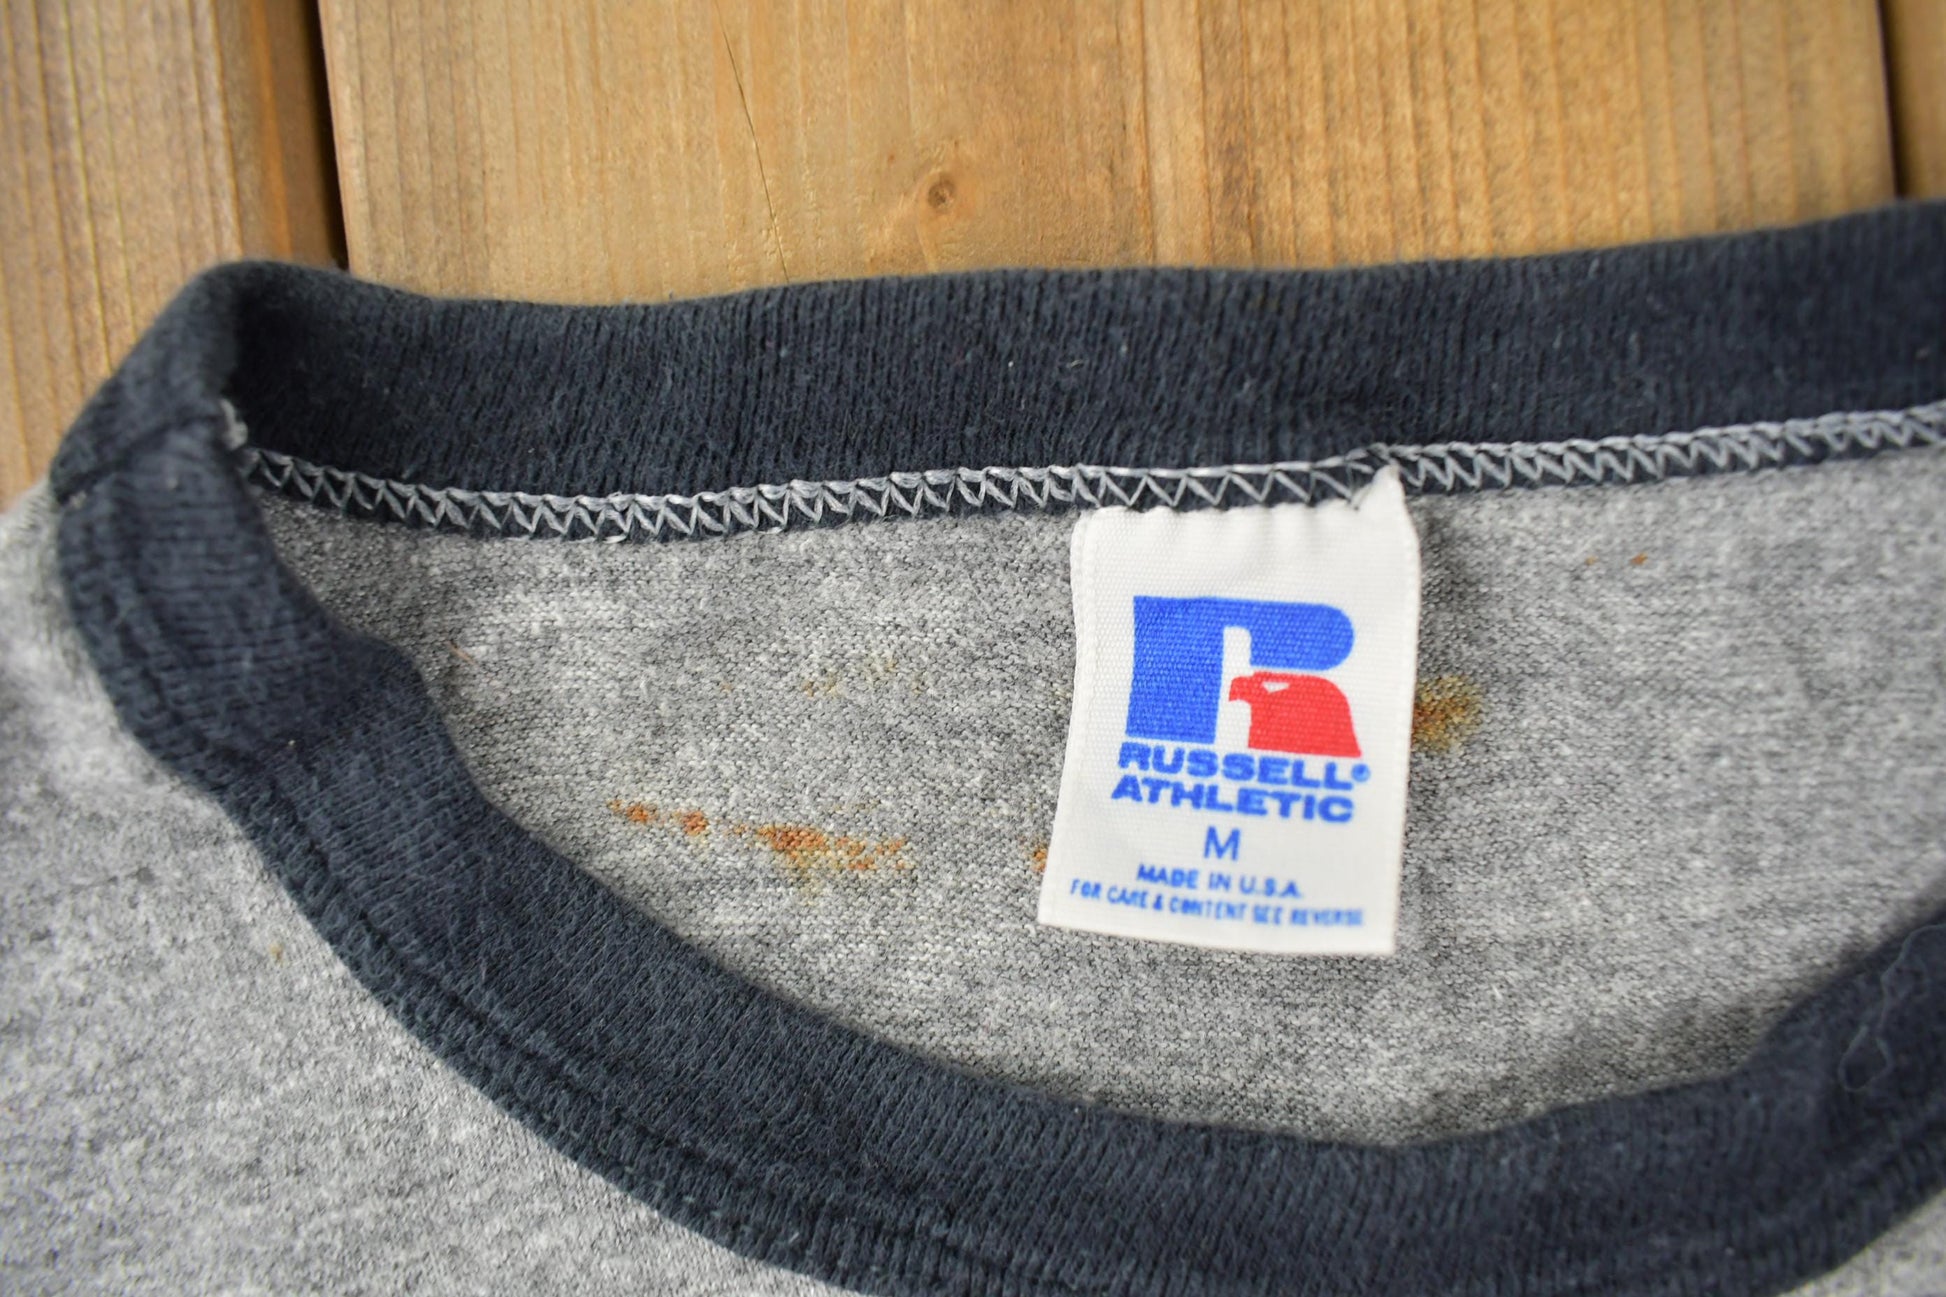 RUSSELL®
ATHLETIC
M
MADE IN U.S.A.
FOR CARE & CONTENT SEE REVERSE